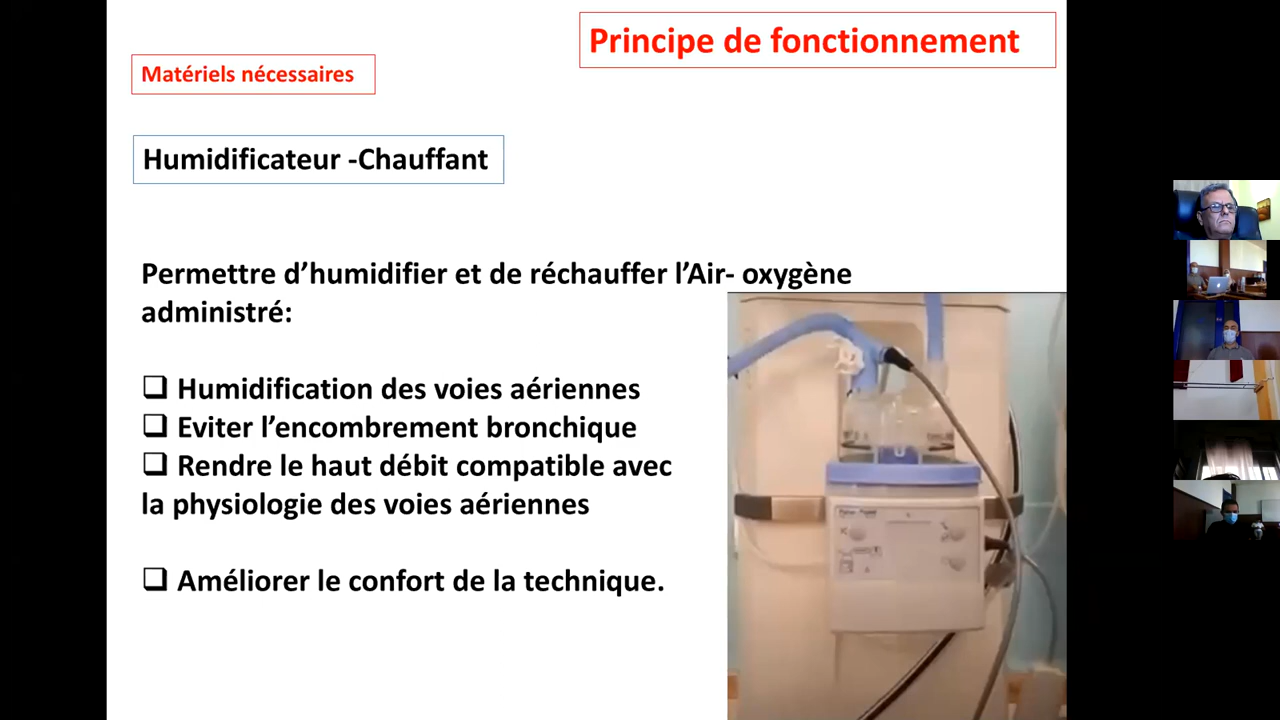 Principe de fonctionnement
Matériels nécessaires
Humidificateur -Chauffant
Permettre d’humidifier et de réchauffer l’Air- oxygène
administré:
❑ Humidification des voies aériennes
❑ Eviter l’encombrement bronchique
❑ Rendre le haut débit compatible avec
la physiologie des voies aériennes
❑ Améliorer le confort de la technique.